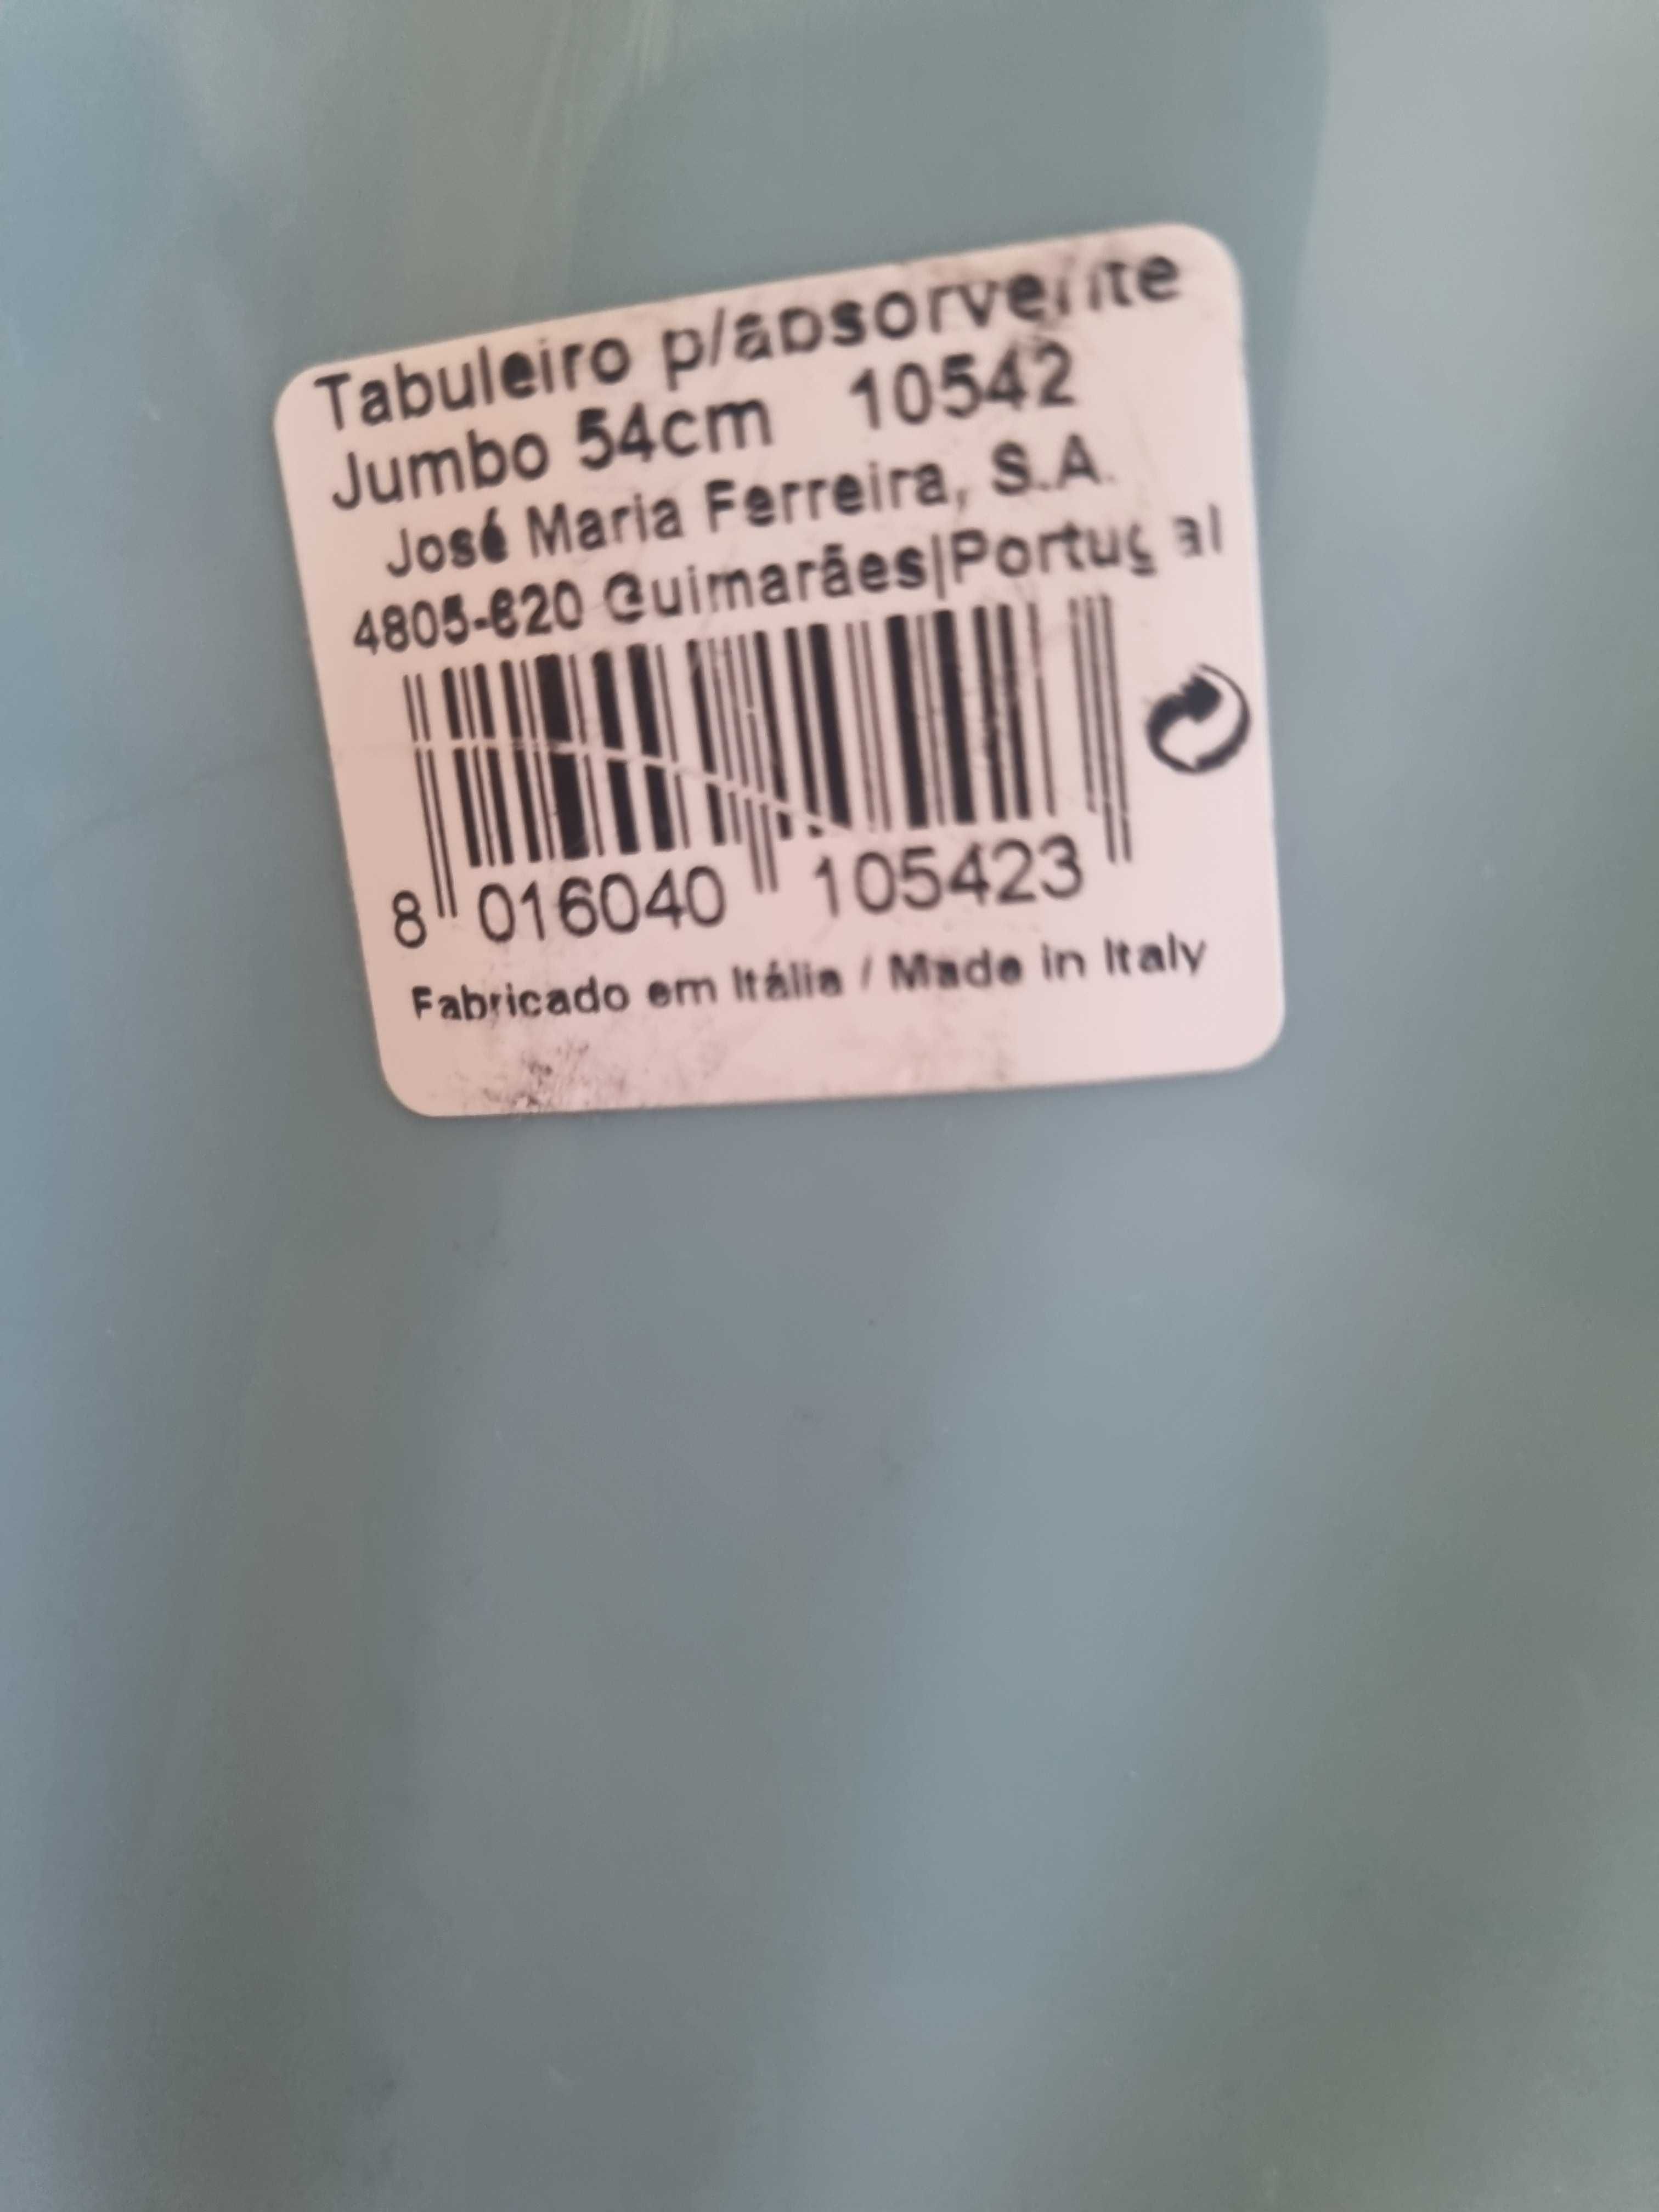 Tabuleiro p/absorvente
Jumbo 54cm 10542
José Maria Ferreira, S.A.
4805-620 Guimarães|Portugal
8 016040 105423
Fabricado em Itália / Made in Italy